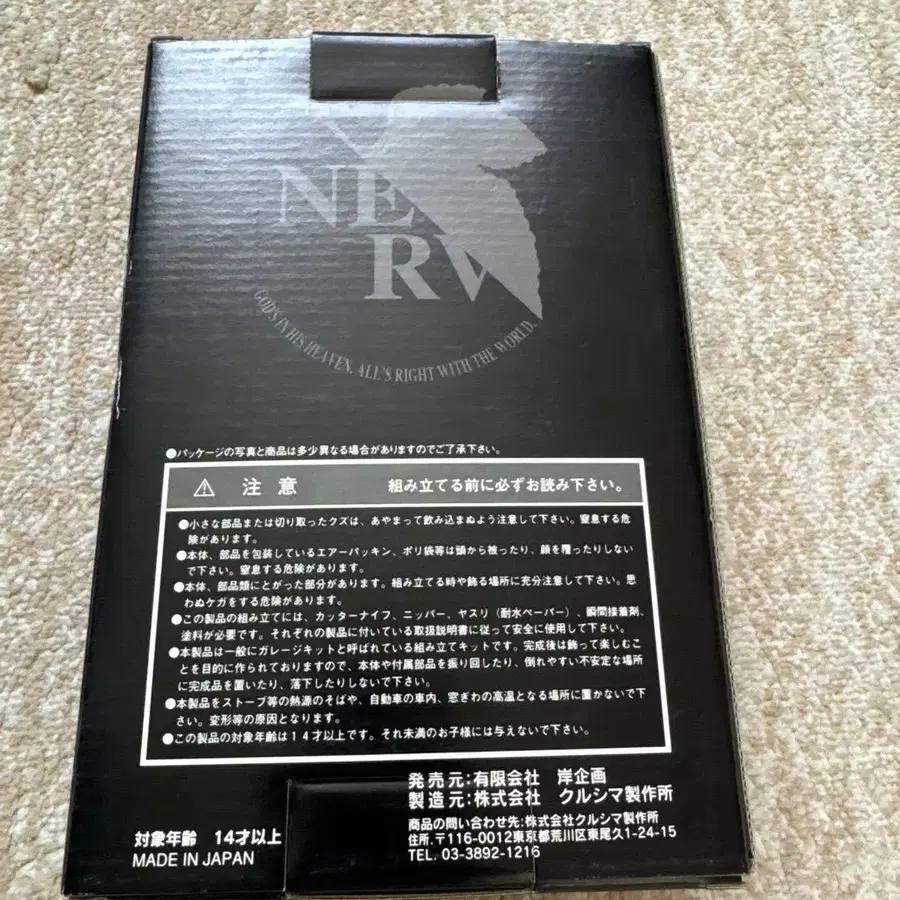 NERV
GOD'S IN HIS HEAVEN. ALL'S RIGHT WITH THE WORLD.
●パッケージの写真と商品は多少異なる場合がありますのでご了承下さい。
⚠ 注意 組み立てる前に必ずお読み下さい。
●小さな部品または切り取ったクズは、あやまって飲み込まぬよう注意して下さい。窒息する危
険があります。
●本体、部品を包装しているエアーパッキン、ポリ袋等は頭から被ったり、顔を覆ったりしない
で下さい。窒息する危険があります。
●本体、部品類にとがった部分があります。組み立てる時や飾る場所に充分注意して下さい。思
わぬケガをする危険があります。
●この製品の組み立てには、カッターナイフ、ニッパー、ヤスリ（耐水ペーパー）、瞬間接着剤、
塗料が必要です。それぞれの製品に付いている取扱説明書に従って安全に使用して下さい。
●本製品は一般にガレージキットと呼ばれている組み立てキットです。完成後は飾って楽しむこ
とを目的に作られておりますので、本体や付属部品を振り回したり、倒れやすい不安定な場所
に完成品を置いたり、落下したりしないで下さい。
●本製品をストーブ等の熱源のそばや、自動車の車内、窓ぎわの高温となる場所に置かないで下
さい。変形等の原因となります。
●この製品の対象年齢は14才以上です。それ未満のお子様には与えないで下さい。
発売元:有限会社 岸企画
製造元:株式会社 クルシマ製作所
商品の問い合わせ先:株式会社クルシマ製作所
住所.〒116-0012東京都荒川区東尾久1-24-15
TEL. 03-3892-1216
対象年齢 14才以上
MADE IN JAPAN